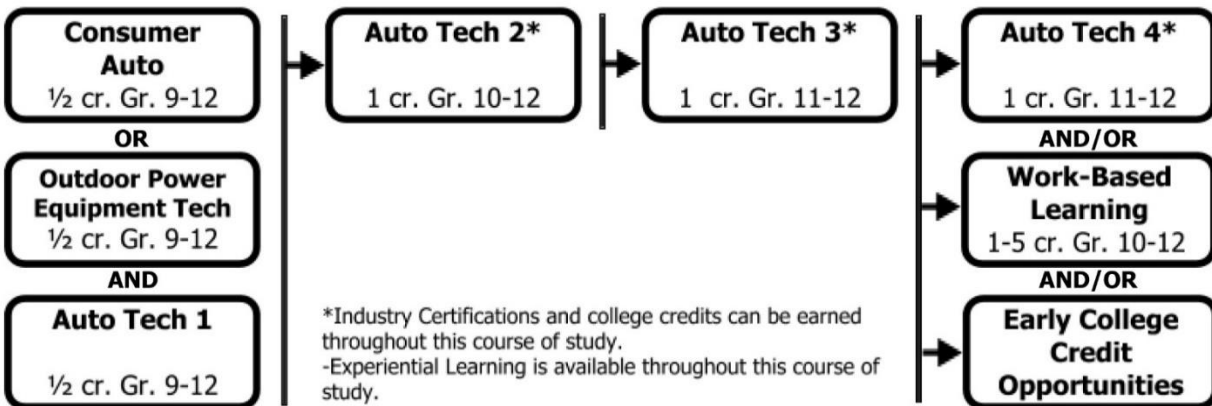 Consumer
Auto
½ cr. Gr. 9-12
OR
Outdoor Power
Equipment Tech
½ cr. Gr. 9-12
AND
Auto Tech 1
½ cr. Gr. 9-12
Auto Tech 2*
1 cr. Gr. 10-12
Auto Tech 3*
1 cr. Gr. 11-12
*Industry Certifications and college credits can be earned
throughout this course of study.
-Experiential Learning is available throughout this course of
study.
Auto Tech 4*
1 cr. Gr. 11-12
AND/OR
Work-Based
Learning
1-5 cr. Gr. 10-12
AND/OR
Early College
Credit
Opportunities